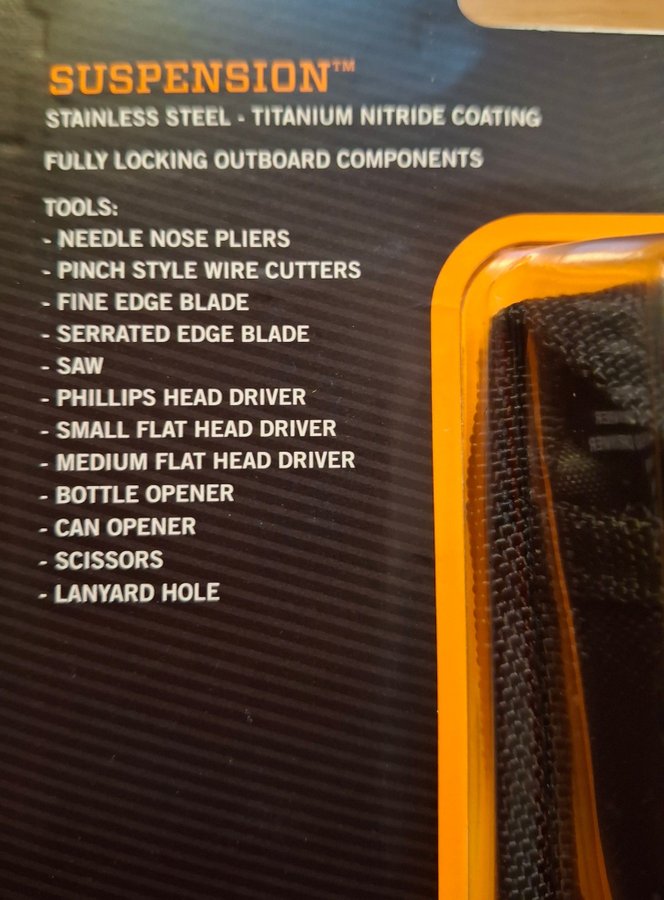 SUSPENSION™
STAINLESS STEEL - TITANIUM NITRIDE COATING
FULLY LOCKING OUTBOARD COMPONENTS
TOOLS:
- NEEDLE NOSE PLIERS
- PINCH STYLE WIRE CUTTERS
- FINE EDGE BLADE
- SERRATED EDGE BLADE
- SAW
- PHILLIPS HEAD DRIVER
- SMALL FLAT HEAD DRIVER
- MEDIUM FLAT HEAD DRIVER
- BOTTLE OPENER
- CAN OPENER
- SCISSORS
- LANYARD HOLE